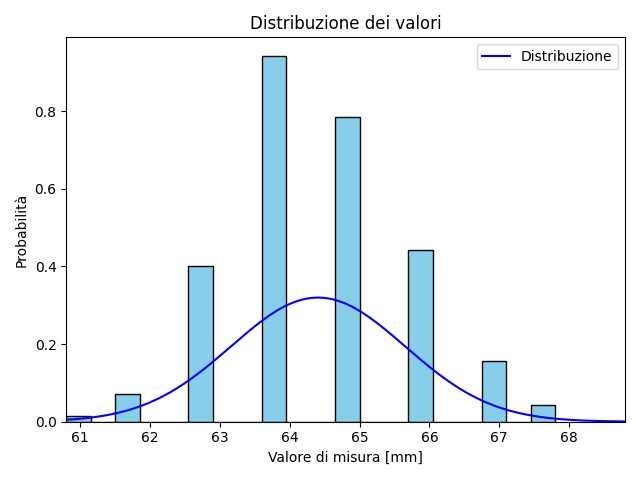 Distribuzione dei valori
Distribuzione
Probabilità
0.8
0.6
0.4
0.2
0.0
61 62 63 64 65 66 67 68
Valore di misura [mm]